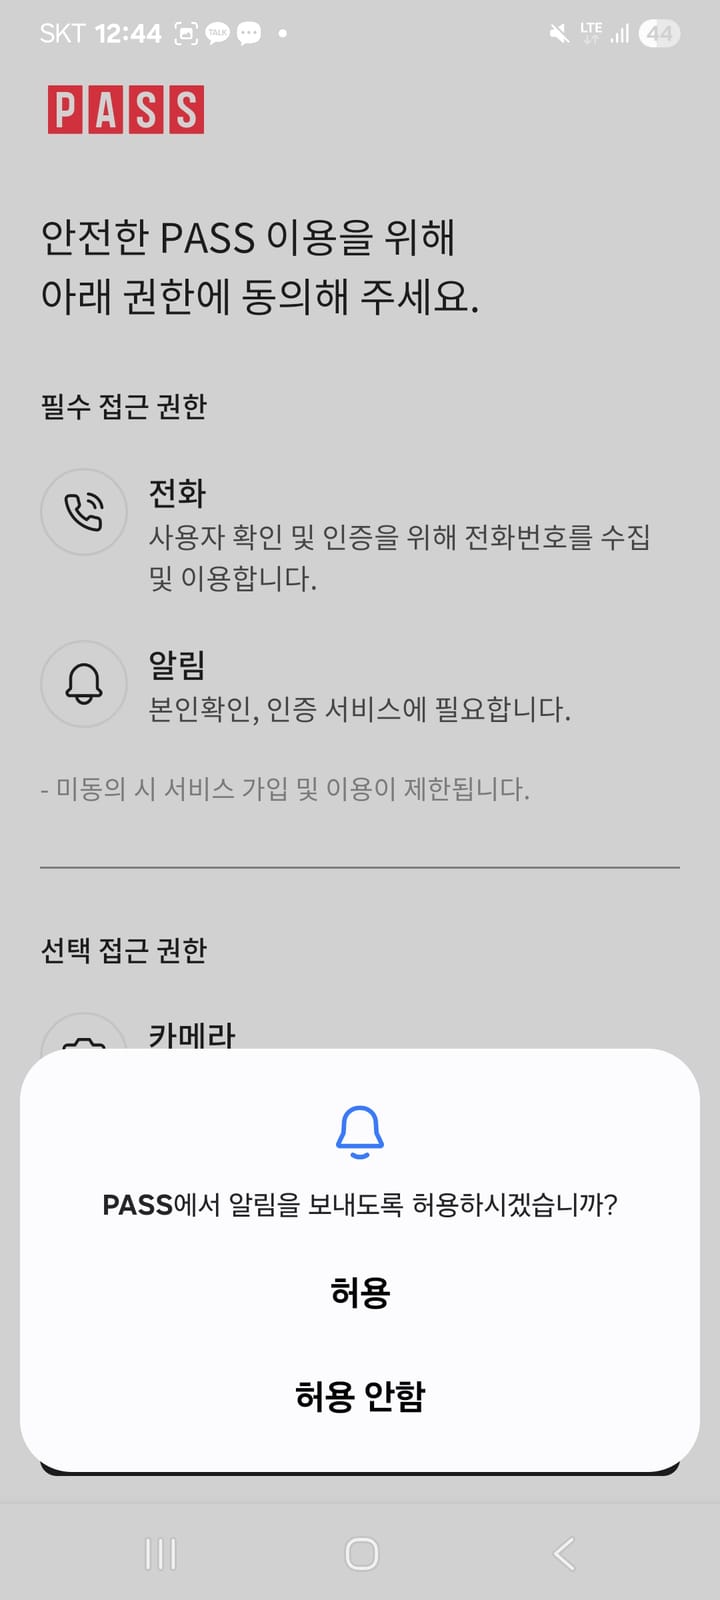 SKT 12:44
TALK
LTE
44
PASS
안전한 PASS 이용을 위해
아래 권한에 동의해 주세요.
필수 접근 권한
전화
사용자 확인 및 인증을 위해 전화번호를 수집
및 이용합니다.
알림
본인확인, 인증 서비스에 필요합니다.
- 미동의 시 서비스 가입 및 이용이 제한됩니다.
선택 접근 권한
카메라
PASS에서 알림을 보내도록 허용하시겠습니까?
허용
허용 안함